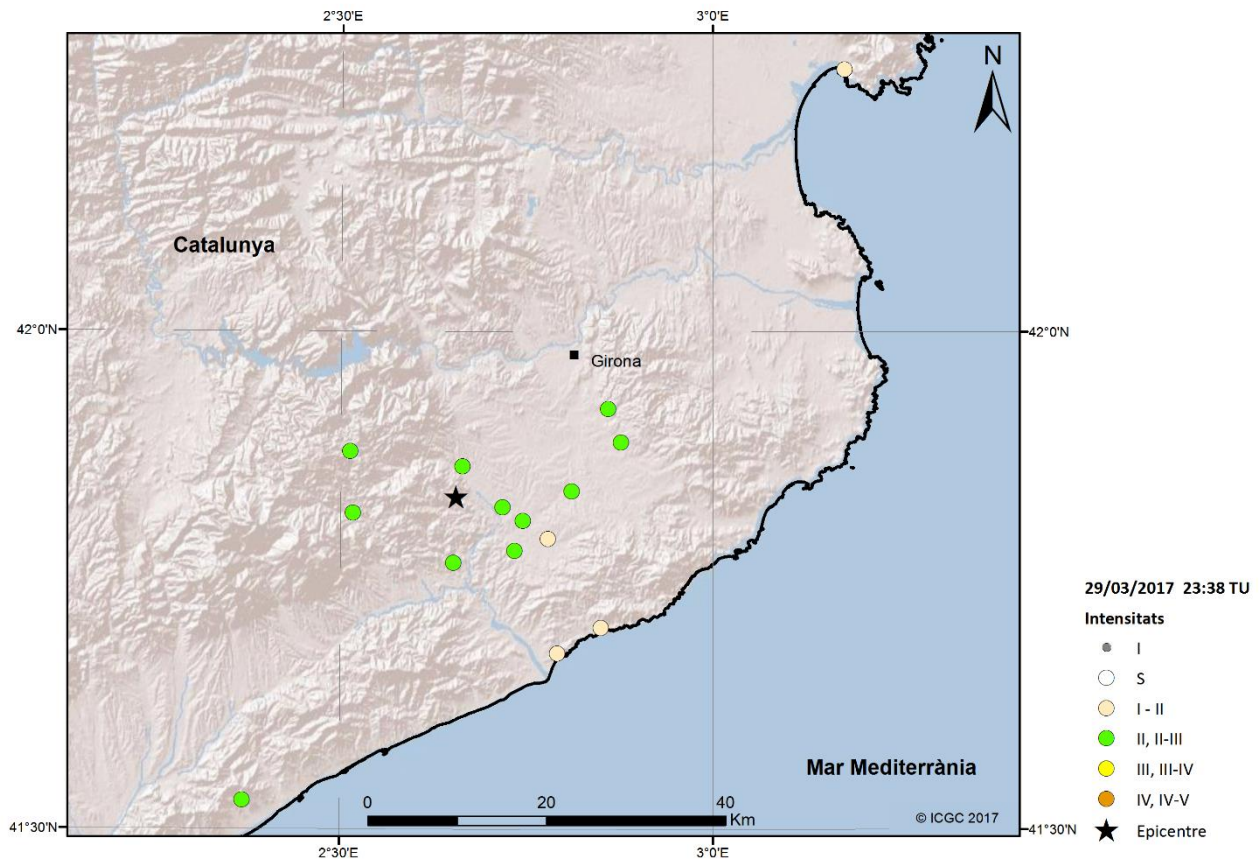 2°30'E
3°0'E
N
Catalunya
42°0'N
42°0'N
Girona
29/03/2017 23:38 TU
Intensitats
I
S
I - II
II, II-III
III, III-IV
IV, IV-V
Epicentre
Mar Mediterrània
0
20
40
Km
© ICGC 2017
41°30'N
41°30'N
2°30'E
3°0'E